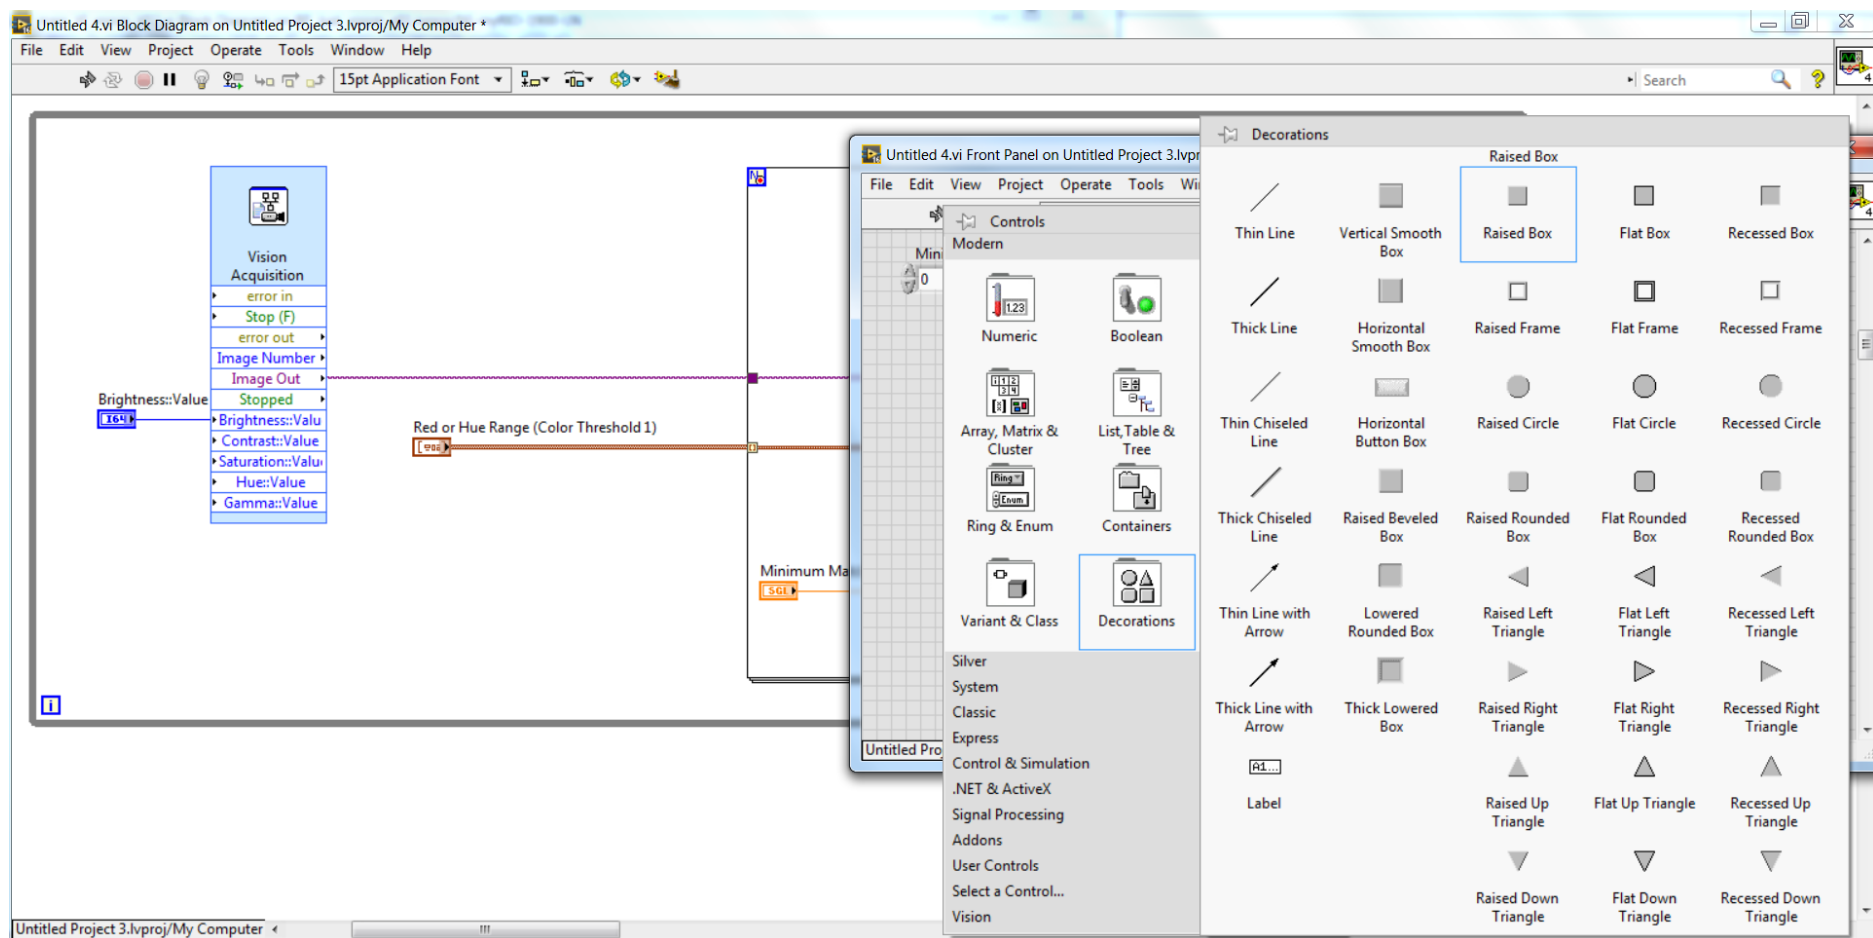 Untitled 4.vi Block Diagram on Untitled Project 3.lvproj/My Computer *
File Edit View Project Operate Tools Window Help
15pt Application Font
Search
4
Vision
Acquisition
error in
Stop (F)
error out
Image Number
Image Out
Stopped
Brightness::Valu
Contrast::Value
Saturation::Valu
Hue::Value
Gamma::Value
Brightness::Value
I64
Red or Hue Range (Color Threshold 1)
N
Minimum Ma
SGL
i
Untitled Project 3.lvproj/My Computer
Untitled 4.vi Front Panel on Untitled Project 3.lvpr
File Edit View Project Operate Tools Wi
4
Mini
0
Untitled Pro
Controls
Modern
1.23
Numeric
Boolean
Array, Matrix &
Cluster
List, Table &
Tree
Ring
Enum
Ring & Enum
Containers
Variant & Class
Decorations
Silver
System
Classic
Express
Control & Simulation
.NET & ActiveX
Signal Processing
Addons
User Controls
Select a Control...
Vision
Decorations
Raised Box
Thin Line
Vertical Smooth
Box
Raised Box
Flat Box
Recessed Box
Thick Line
Horizontal
Smooth Box
Raised Frame
Flat Frame
Recessed Frame
Thin Chiseled
Line
Horizontal
Button Box
Raised Circle
Flat Circle
Recessed Circle
Thick Chiseled
Line
Raised Beveled
Box
Raised Rounded
Box
Flat Rounded
Box
Recessed
Rounded Box
Thin Line with
Arrow
Lowered
Rounded Box
Raised Left
Triangle
Flat Left
Triangle
Recessed Left
Triangle
Thick Line with
Arrow
Thick Lowered
Box
Raised Right
Triangle
Flat Right
Triangle
Recessed Right
Triangle
A1...
Label
Raised Up
Triangle
Flat Up Triangle
Recessed Up
Triangle
Raised Down
Triangle
Flat Down
Triangle
Recessed Down
Triangle